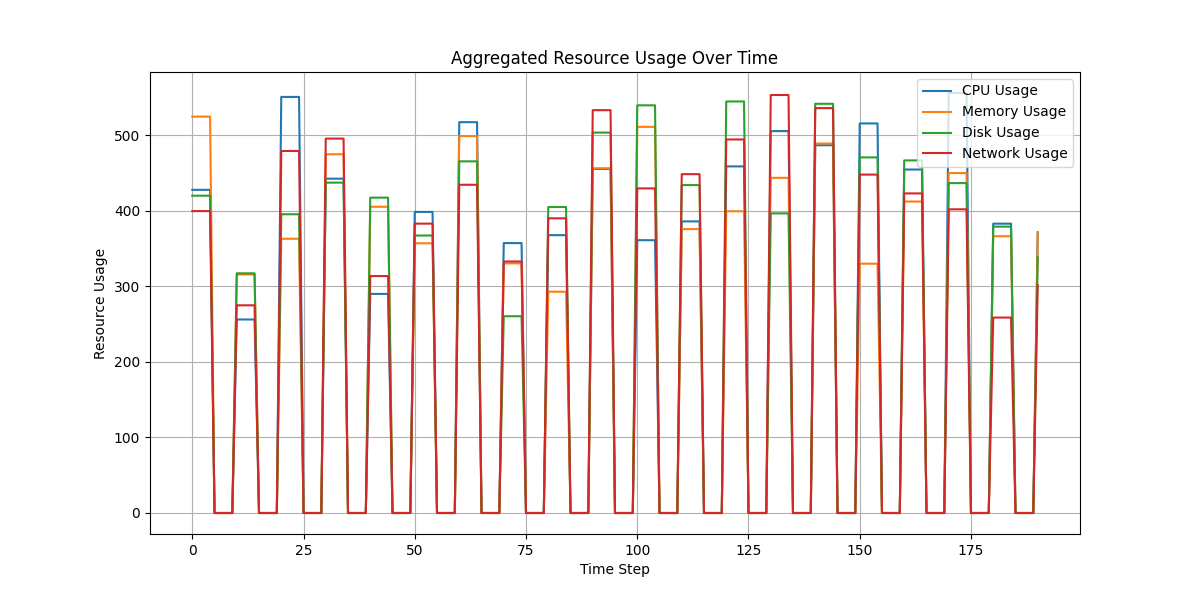 Aggregated Resource Usage Over Time
CPU Usage
Memory Usage
Disk Usage
Network Usage
Resource Usage
500
400
300
200
100
0
0 25 50 75 100 125 150 175
Time Step